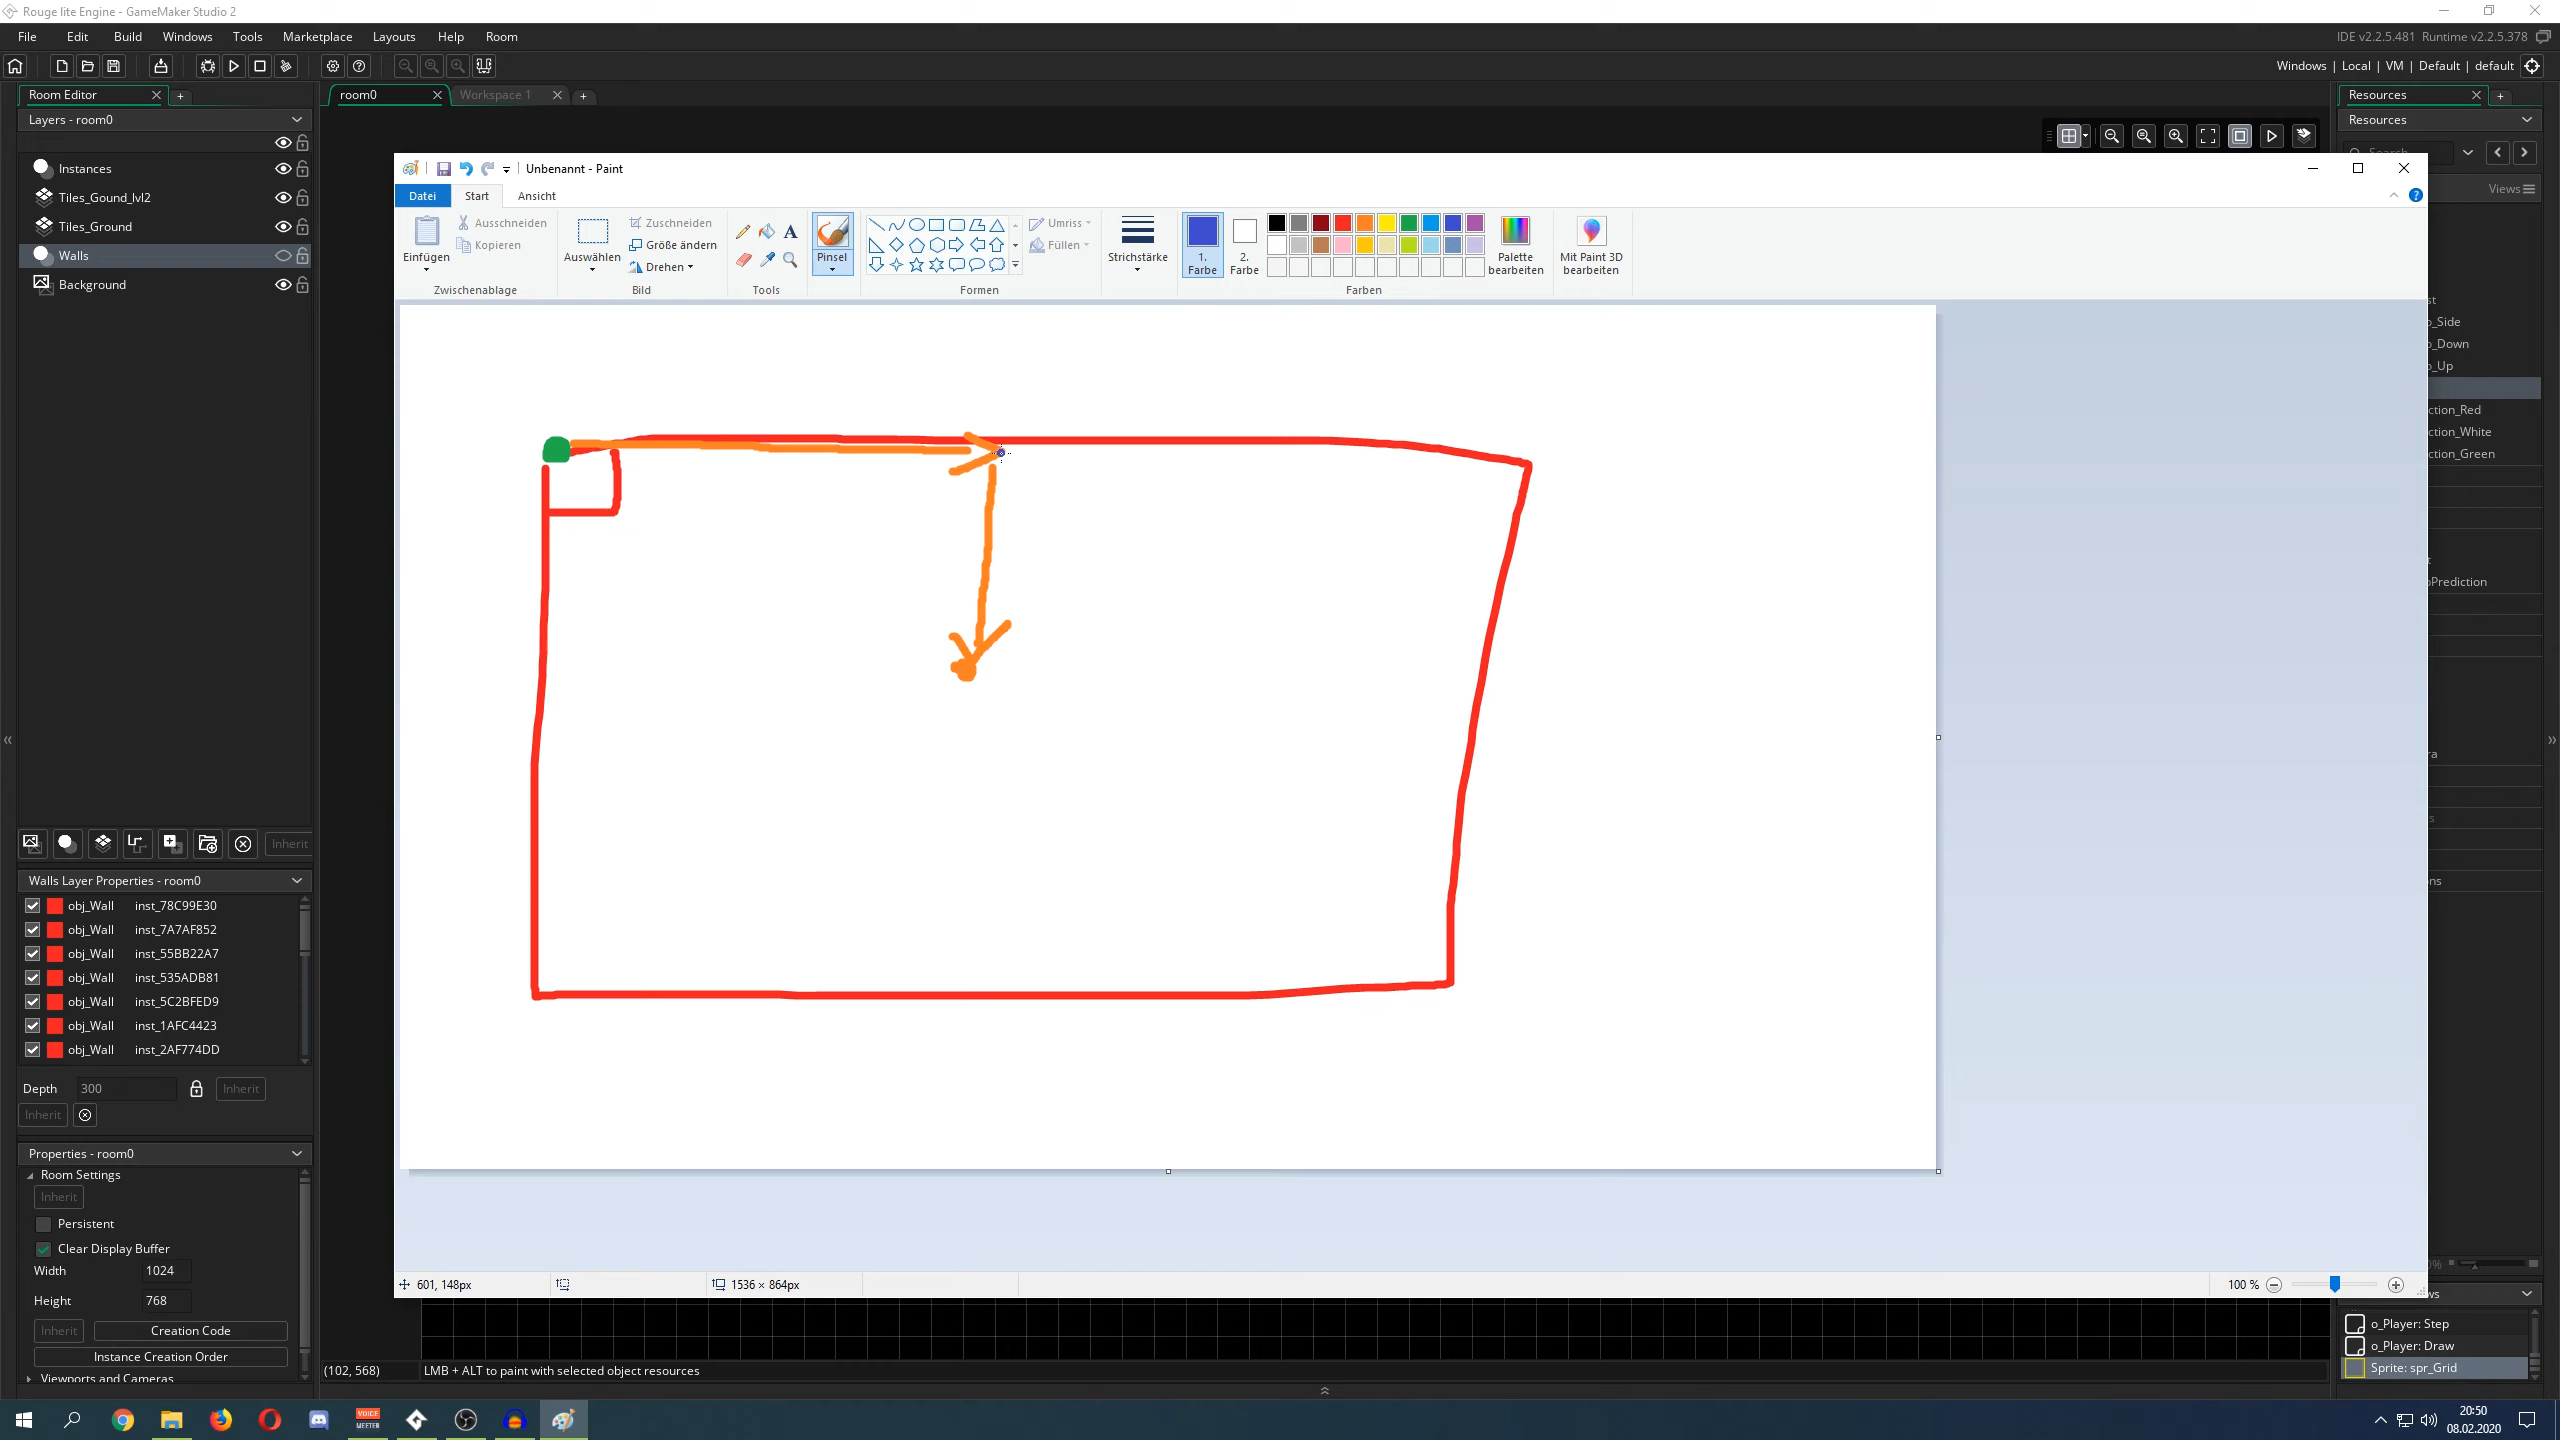 Rouge lite Engine - GameMaker Studio 2
File Edit Build Windows Tools Marketplace Layouts Help Room
IDE v2.2.5.481 Runtime v2.2.5.378
Windows | Local | VM | Default | default
Room Editor
room0
Workspace 1
Resources
Layers - room0
Resources
Search
Views
Instances
Tiles_Gound_lvl2
Tiles_Ground
Walls
Background
Unbenannt - Paint
Datei Start Ansicht
Einfügen
Ausschneiden
Kopieren
Zwischenablage
Auswählen
Zuschneiden
Größe ändern
Drehen
Bild
A
Tools
Pinsel
Umriss
Füllen
Formen
Strichstärke
1. Farbe
2. Farbe
Farben
Palette bearbeiten
Mit Paint 3D bearbeiten
_Side
_Down
_Up
ction_Red
ction_White
ction_Green
Prediction
ra
ons
Inherit
Walls Layer Properties - room0
obj_Wall inst_78C99E30
obj_Wall inst_7A7AF852
obj_Wall inst_55BB22A7
obj_Wall inst_535ADB81
obj_Wall inst_5C2BFED9
obj_Wall inst_1AFC4423
obj_Wall inst_2AF774DD
Depth 300 Inherit
Inherit
Properties - room0
Room Settings
Inherit
Persistent
Clear Display Buffer
Width 1024
Height 768
Inherit Creation Code
Instance Creation Order
Viewports and Cameras
601, 148px
1536 × 864px
100 %
(102, 568) LMB + ALT to paint with selected object resources
ws
o_Player: Step
o_Player: Draw
Sprite: spr_Grid
VOICE MEETER
20:50
08.02.2020